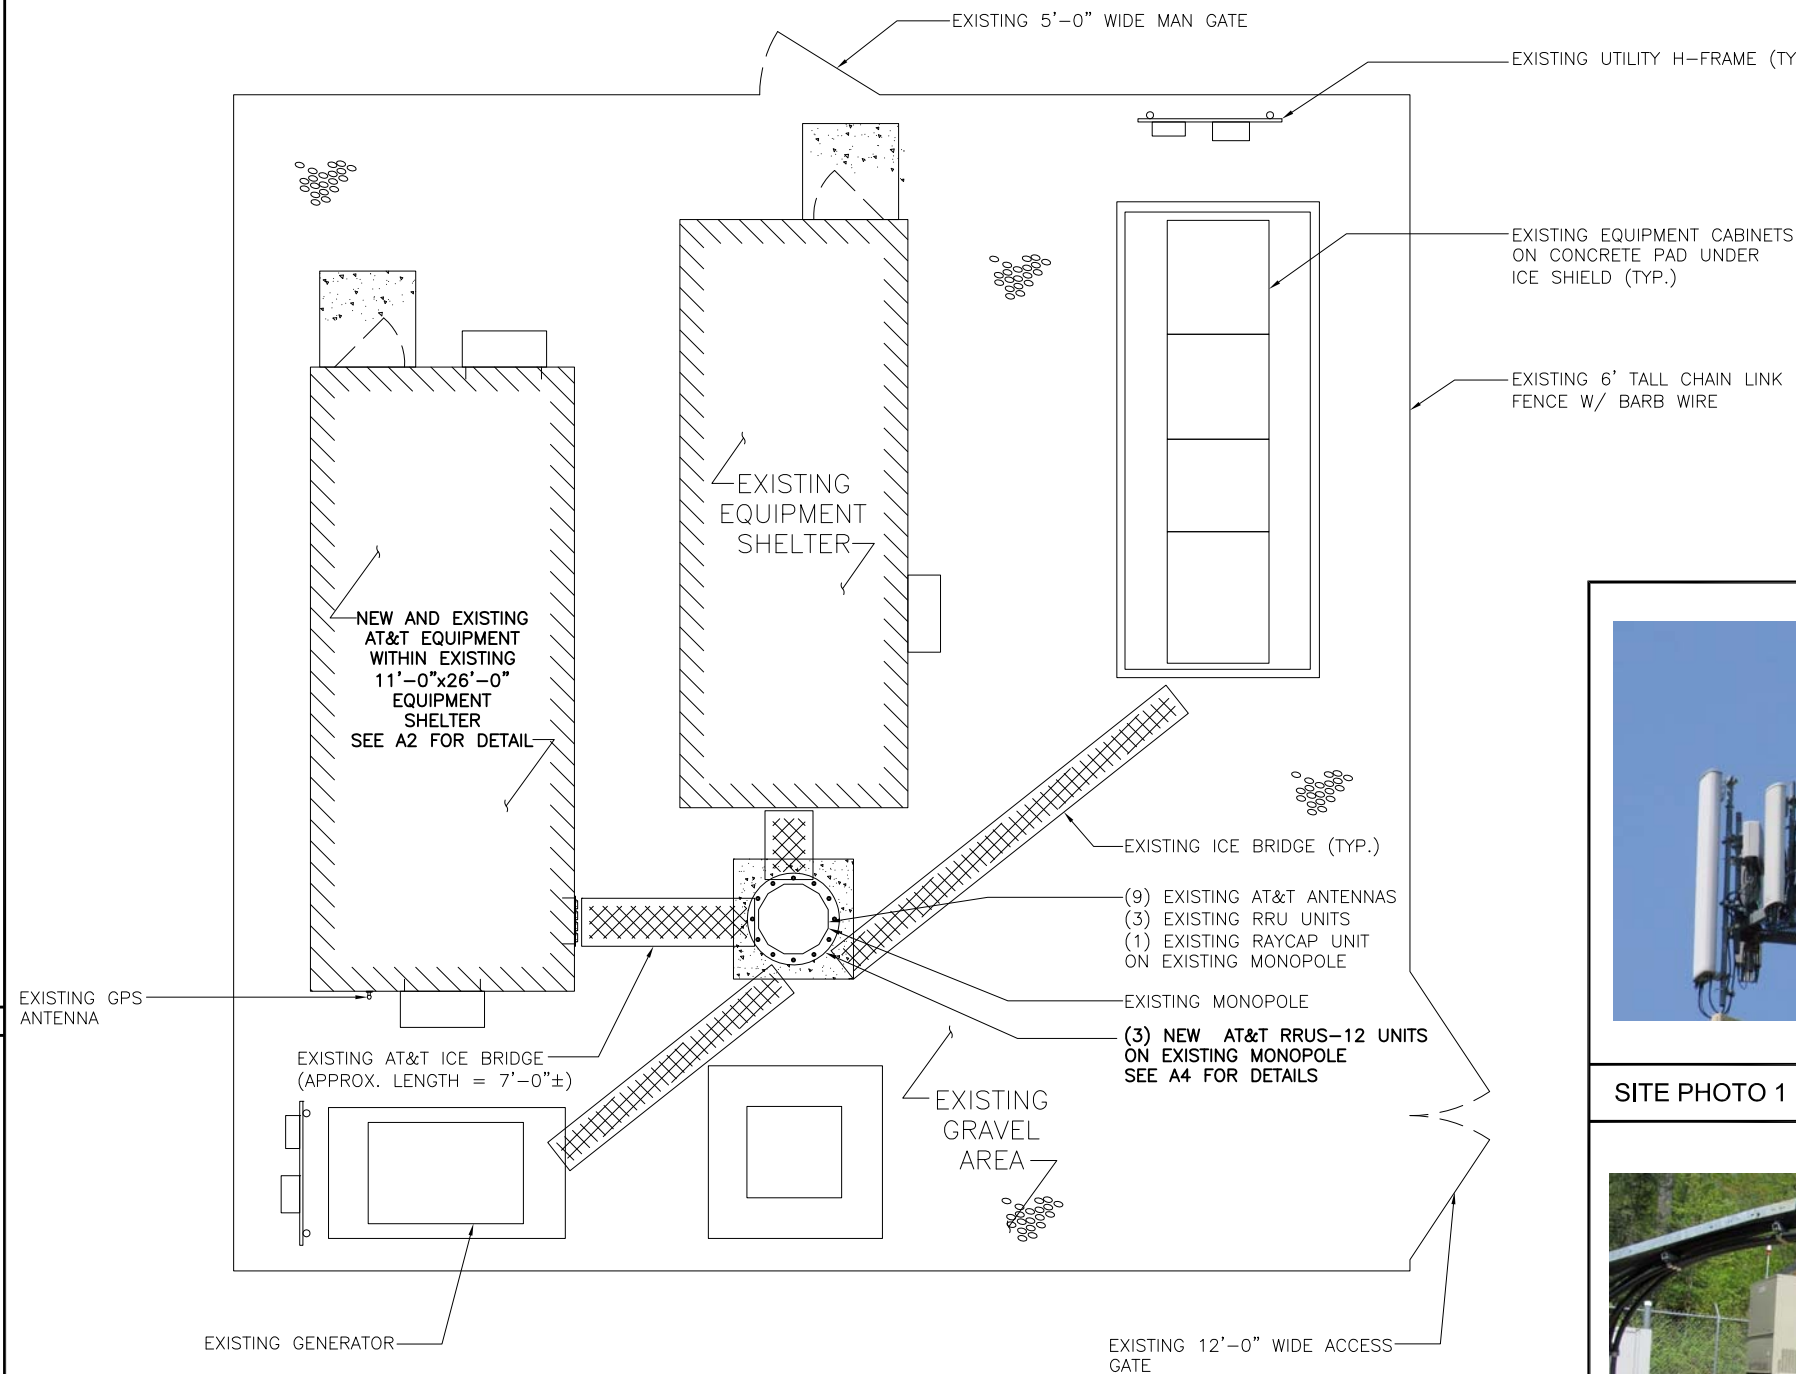 EXISTING 5'-0" WIDE MAN GATE
EXISTING UTILITY H-FRAME (TY
EXISTING EQUIPMENT CABINETS
ON CONCRETE PAD UNDER
ICE SHIELD (TYP.)
EXISTING 6' TALL CHAIN LINK
FENCE W/ BARB WIRE
EXISTING
EQUIPMENT
SHELTER
NEW AND EXISTING
AT&T EQUIPMENT
WITHIN EXISTING
11'-0"x26'-0"
EQUIPMENT
SHELTER
SEE A2 FOR DETAIL
EXISTING ICE BRIDGE (TYP.)
(9) EXISTING AT&T ANTENNAS
(3) EXISTING RRU UNITS
(1) EXISTING RAYCAP UNIT
ON EXISTING MONOPOLE
EXISTING MONOPOLE
(3) NEW AT&T RRUS-12 UNITS
ON EXISTING MONOPOLE
SEE A4 FOR DETAILS
EXISTING GPS
ANTENNA
EXISTING AT&T ICE BRIDGE
(APPROX. LENGTH = 7'-0"±)
EXISTING
GRAVEL
AREA
SITE PHOTO 1
EXISTING GENERATOR
EXISTING 12'-0" WIDE ACCESS
GATE